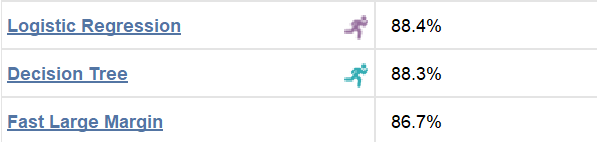 Logistic Regression 88.4%
Decision Tree 88.3%
Fast Large Margin 86.7%